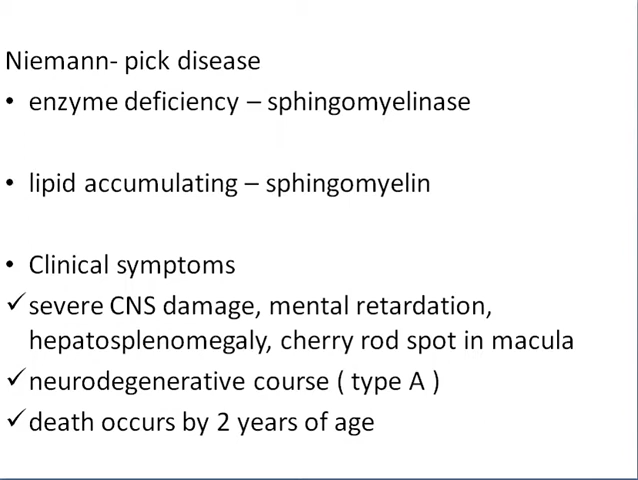 Niemann- pick disease
• enzyme deficiency – sphingomyelinase
• lipid accumulating – sphingomyelin
• Clinical symptoms
✓ severe CNS damage, mental retardation,
hepatosplenomegaly, cherry rod spot in macula
✓ neurodegenerative course ( type A )
✓ death occurs by 2 years of age